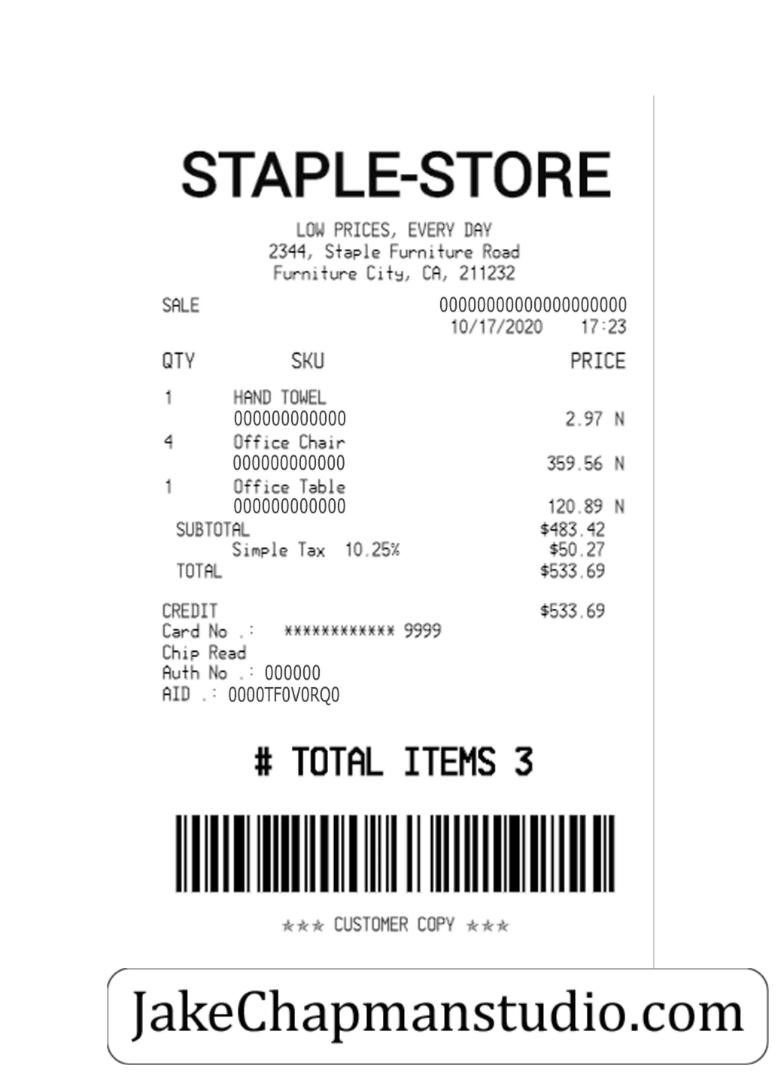 STAPLE-STORE
LOW PRICES, EVERY DAY
2344, Staple Furniture Road
Furniture City, CA, 211232
SALE 00000000000000000000
10/17/2020 17:23
QTY SKU PRICE
1 HAND TOWEL
000000000000 2.97 N
4 Office Chair
000000000000 359.56 N
1 Office Table
000000000000 120.89 N
SUBTOTAL $483.42
Simple Tax 10.25% $50.27
TOTAL $533.69
CREDIT $533.69
Card No .: ************ 9999
Chip Read
Auth No .: 000000
AID .: 0000TF0V0RQ0
# TOTAL ITEMS 3
*** CUSTOMER COPY ***
JakeChapmanstudio.com